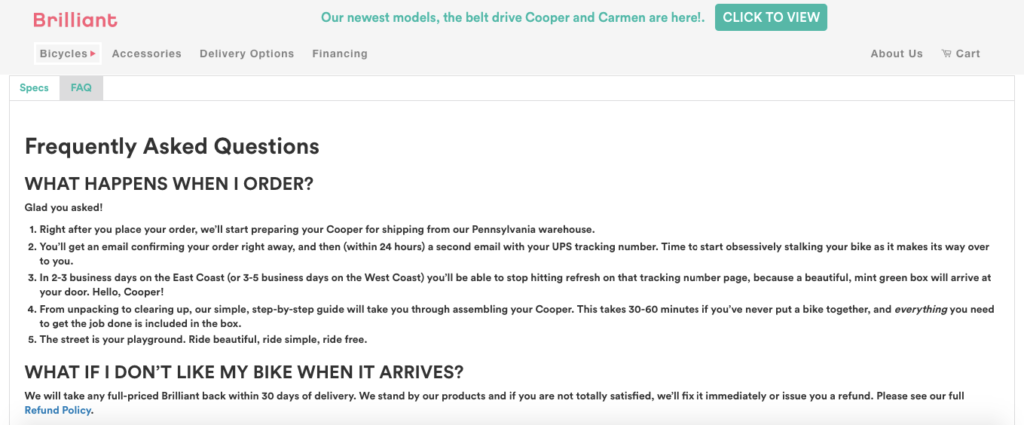 Brilliant
Our newest models, the belt drive Cooper and Carmen are here!.
CLICK TO VIEW
Bicycles
Accessories
Delivery Options
Financing
About Us
Cart
Specs
FAQ
Frequently Asked Questions
WHAT HAPPENS WHEN I ORDER?
Glad you asked!
1. Right after you place your order, we'll start preparing your Cooper for shipping from our Pennsylvania warehouse.
2. You'll get an email confirming your order right away, and then (within 24 hours) a second email with your UPS tracking number. Time to start obsessively stalking your bike as it makes its way over
to you.
3. In 2-3 business days on the East Coast (or 3-5 business days on the West Coast) you'll be able to stop hitting refresh on that tracking number page, because a beautiful, mint green box will arrive at
your door. Hello, Cooper!
4. From unpacking to clearing up, our simple, step-by-step guide will take you through assembling your Cooper. This takes 30-60 minutes if you've never put a bike together, and everything you need
to get the job done is included in the box.
5. The street is your playground. Ride beautiful, ride simple, ride free.
WHAT IF I DON'T LIKE MY BIKE WHEN IT ARRIVES?
We will take any full-priced Brilliant back within 30 days of delivery. We stand by our products and if you are not totally satisfied, we'll fix it immediately or issue you a refund. Please see our full
Refund Policy.